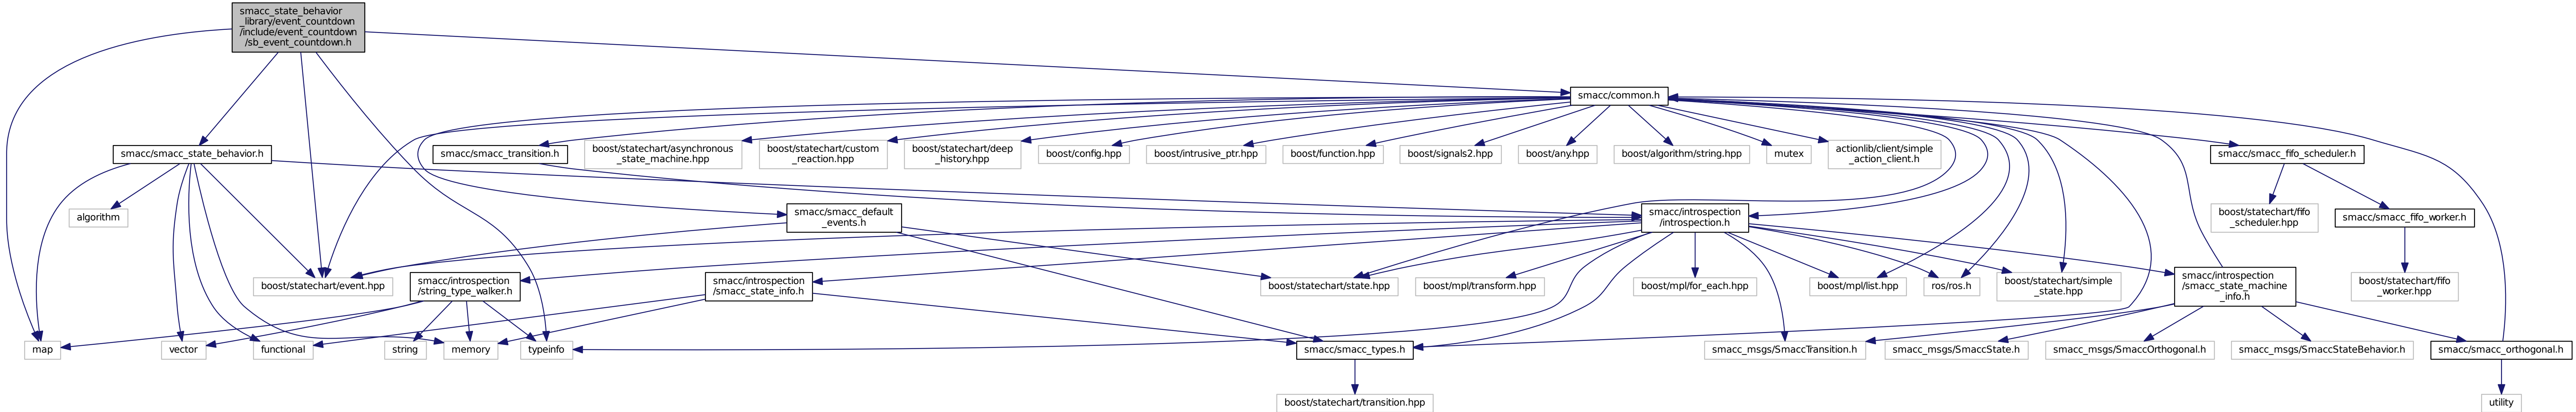 smacc_state_behavior
_library/event_countdown
/include/event_countdown
/sb_event_countdown.h
smacc/common.h
smacc/smacc_state_behavior.h
smacc/smacc_transition.h
boost/statechart/asynchronous
_state_machine.hpp
boost/statechart/custom
_reaction.hpp
boost/statechart/deep
_history.hpp
boost/config.hpp
boost/intrusive_ptr.hpp
boost/function.hpp
boost/signals2.hpp
boost/any.hpp
boost/algorithm/string.hpp
mutex
actionlib/client/simple
_action_client.h
smacc/smacc_fifo_scheduler.h
algorithm
smacc/smacc_default
_events.h
smacc/introspection
/introspection.h
boost/statechart/fifo
_scheduler.hpp
smacc/smacc_fifo_worker.h
boost/statechart/event.hpp
smacc/introspection
/string_type_walker.h
smacc/introspection
/smacc_state_info.h
boost/statechart/state.hpp
boost/mpl/transform.hpp
boost/mpl/for_each.hpp
boost/mpl/list.hpp
ros/ros.h
boost/statechart/simple
_state.hpp
smacc/introspection
/smacc_state_machine
_info.h
boost/statechart/fifo
_worker.hpp
map
vector
functional
string
memory
typeinfo
smacc/smacc_types.h
smacc_msgs/SmaccTransition.h
smacc_msgs/SmaccState.h
smacc_msgs/SmaccOrthogonal.h
smacc_msgs/SmaccStateBehavior.h
smacc/smacc_orthogonal.h
boost/statechart/transition.hpp
utility